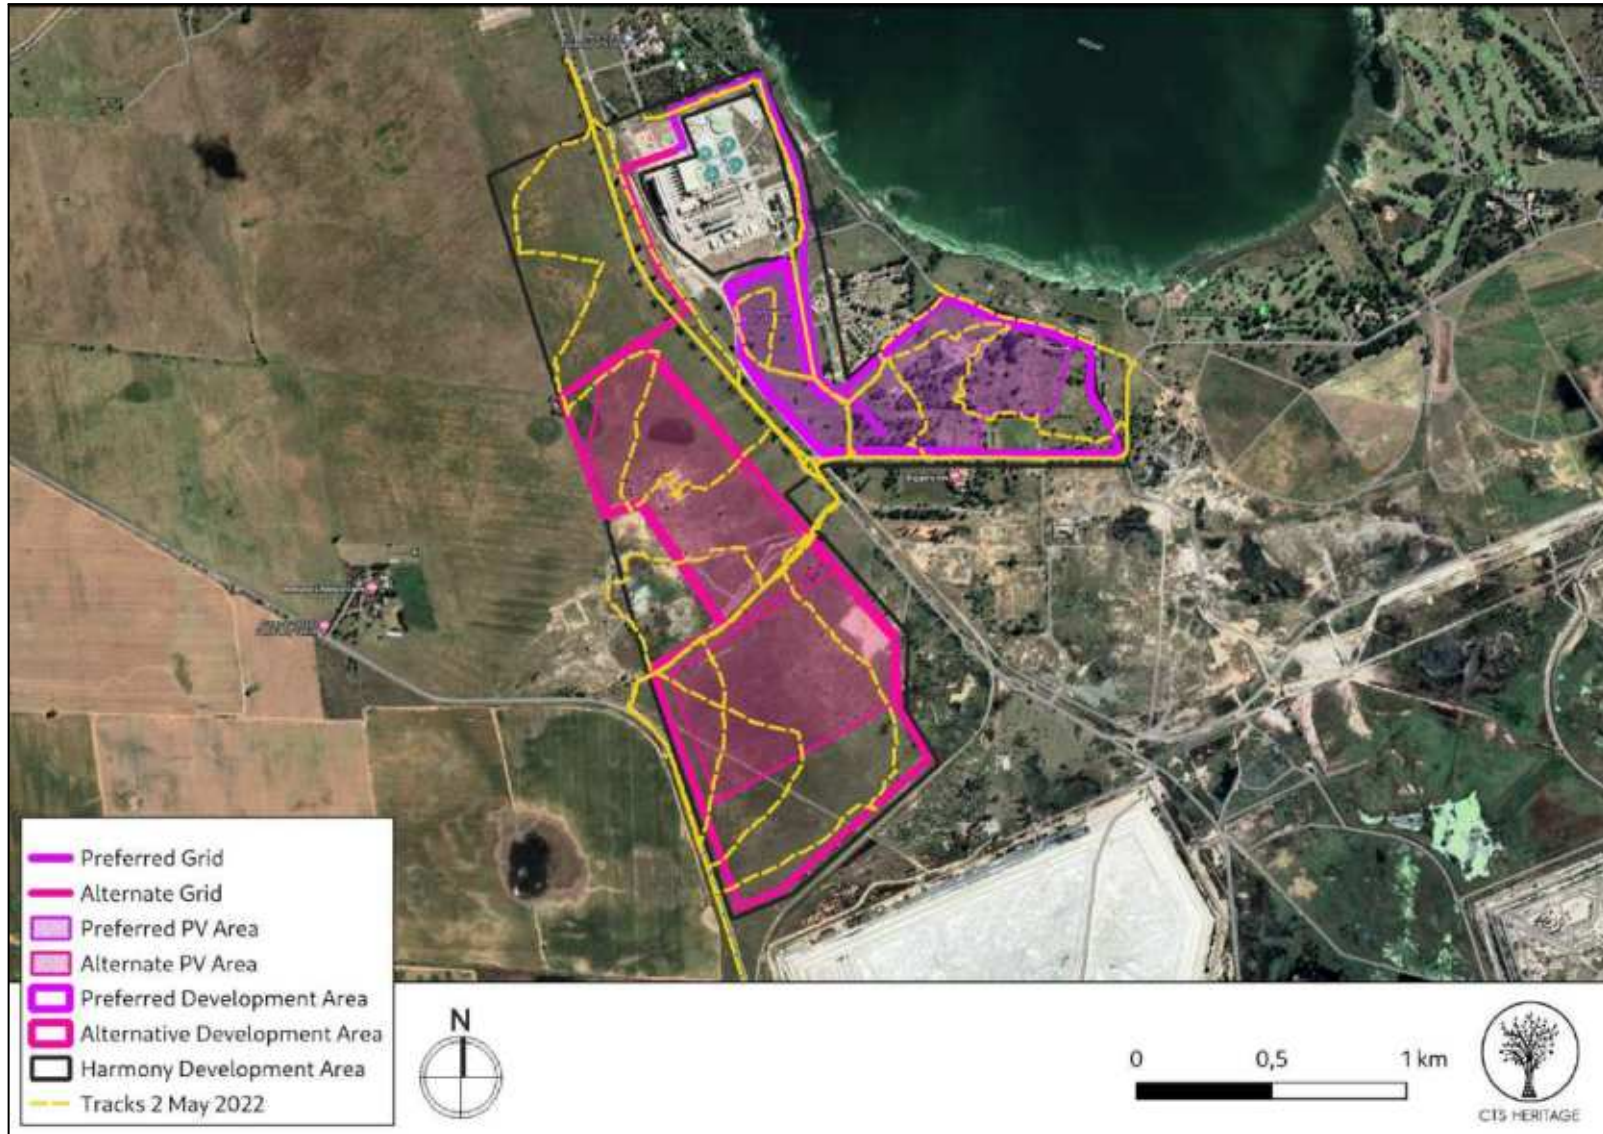 Preferred Grid
Alternate Grid
Preferred PV Area
Alternate PV Area
Preferred Development Area
Alternative Development Area
Harmony Development Area
Tracks 2 May 2022
N
0 0,5 1 km
CTS HERITAGE